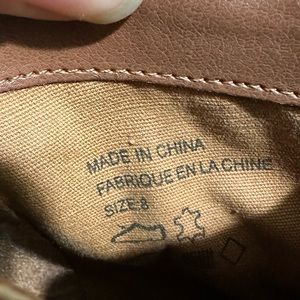 MADE IN CHINA
FABRIQUE EN LA CHINE
SIZE:8